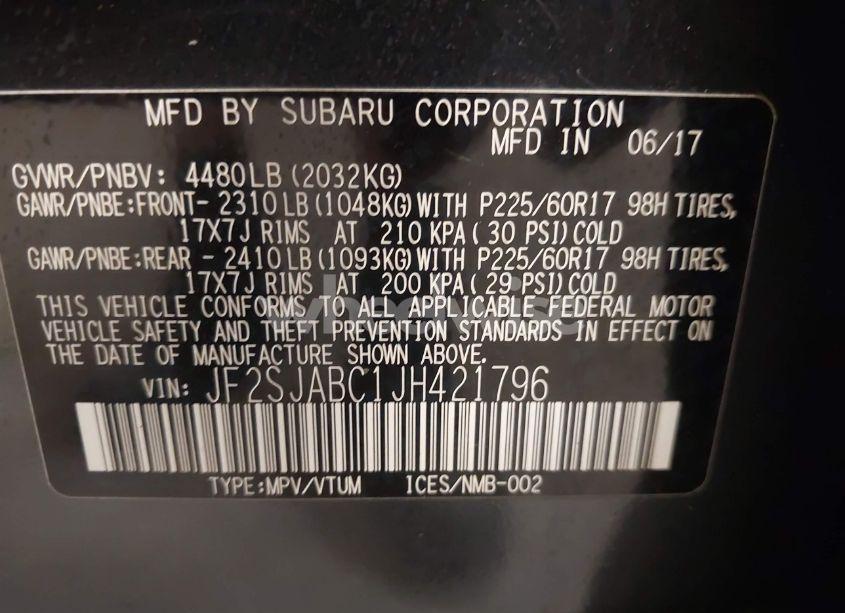 MFD BY SUBARU CORPORATION
MFD IN 06/17
GVWR/PNBV: 4480LB (2032KG)
GAWR/PNBE:FRONT- 2310LB (1048KG) WITH P225/60R17 98H TIRES,
17X7J RIMS AT 210 KPA ( 30 PSI) COLD
GAWR/PNBE:REAR - 2410LB (1093KG) WITH P225/60R17 98H TIRES,
17X7J RIMS AT 200 KPA ( 29 PSI) COLD
THIS VEHICLE CONFORMS TO ALL APPLICABLE FEDERAL MOTOR
VEHICLE SAFETY AND THEFT PREVENTION STANDARDS IN EFFECT ON
THE DATE OF MANUFACTURE SHOWN ABOVE.
VIN: JF2SJABC1JH421796
TYPE:MPV/VTUM ICES/NMB-002